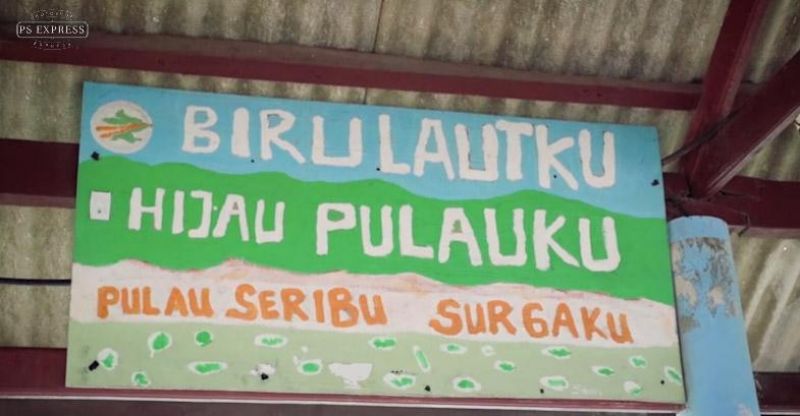 PS EXPRESS
BIRU LAUTKU
HIJAU PULAUKU
PULAU SERIBU SURGAKU